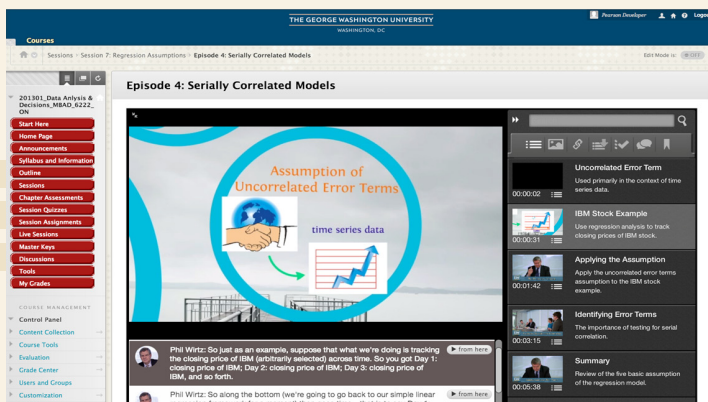 THE GEORGE WASHINGTON UNIVERSITY
WASHINGTON, DC
Pearson Developer
Logo
Courses
Sessions
Session 7: Regression Assumptions
Episode 4: Serially Correlated Models
Edit Mode is:
OFF
201301_Data Anlysis &
Decisions_MBAD_6222_
ON
Start Here
Home Page
Announcements
Syllabus and Information
Outline
Sessions
Chapter Assessments
Session Quizzes
Session Assignments
Live Sessions
Master Keys
Discussions
Tools
My Grades
COURSE MANAGEMENT
Control Panel
Content Collection
Course Tools
Evaluation
Grade Center
Users and Groups
Customization
Episode 4: Serially Correlated Models
Assumption of
Uncorrelated Error Terms
time series data
Phil Wirtz: So just as an example, suppose that what we're doing is tracking
the closing price of IBM (arbitrarily selected) across time. So you got Day 1:
closing price of IBM; Day 2: closing price of IBM; Day 3: closing price of
IBM, and so forth.
from here
Phil Wirtz: So along the bottom (we're going to go back to our simple linear
from here
Uncorrelated Error Term
Used primarily in the context of time
series data.
00:00:02
IBM Stock Example
Use regression analysis to track
closing prices of IBM stock.
00:00:31
Applying the Assumption
Apply the uncorrelated error terms
assumption to the IBM stock
example.
00:01:42
Identifying Error Terms
The importance of testing for serial
correlation.
00:03:15
Summary
Review of the five basic assumption
of the regression model.
00:05:38